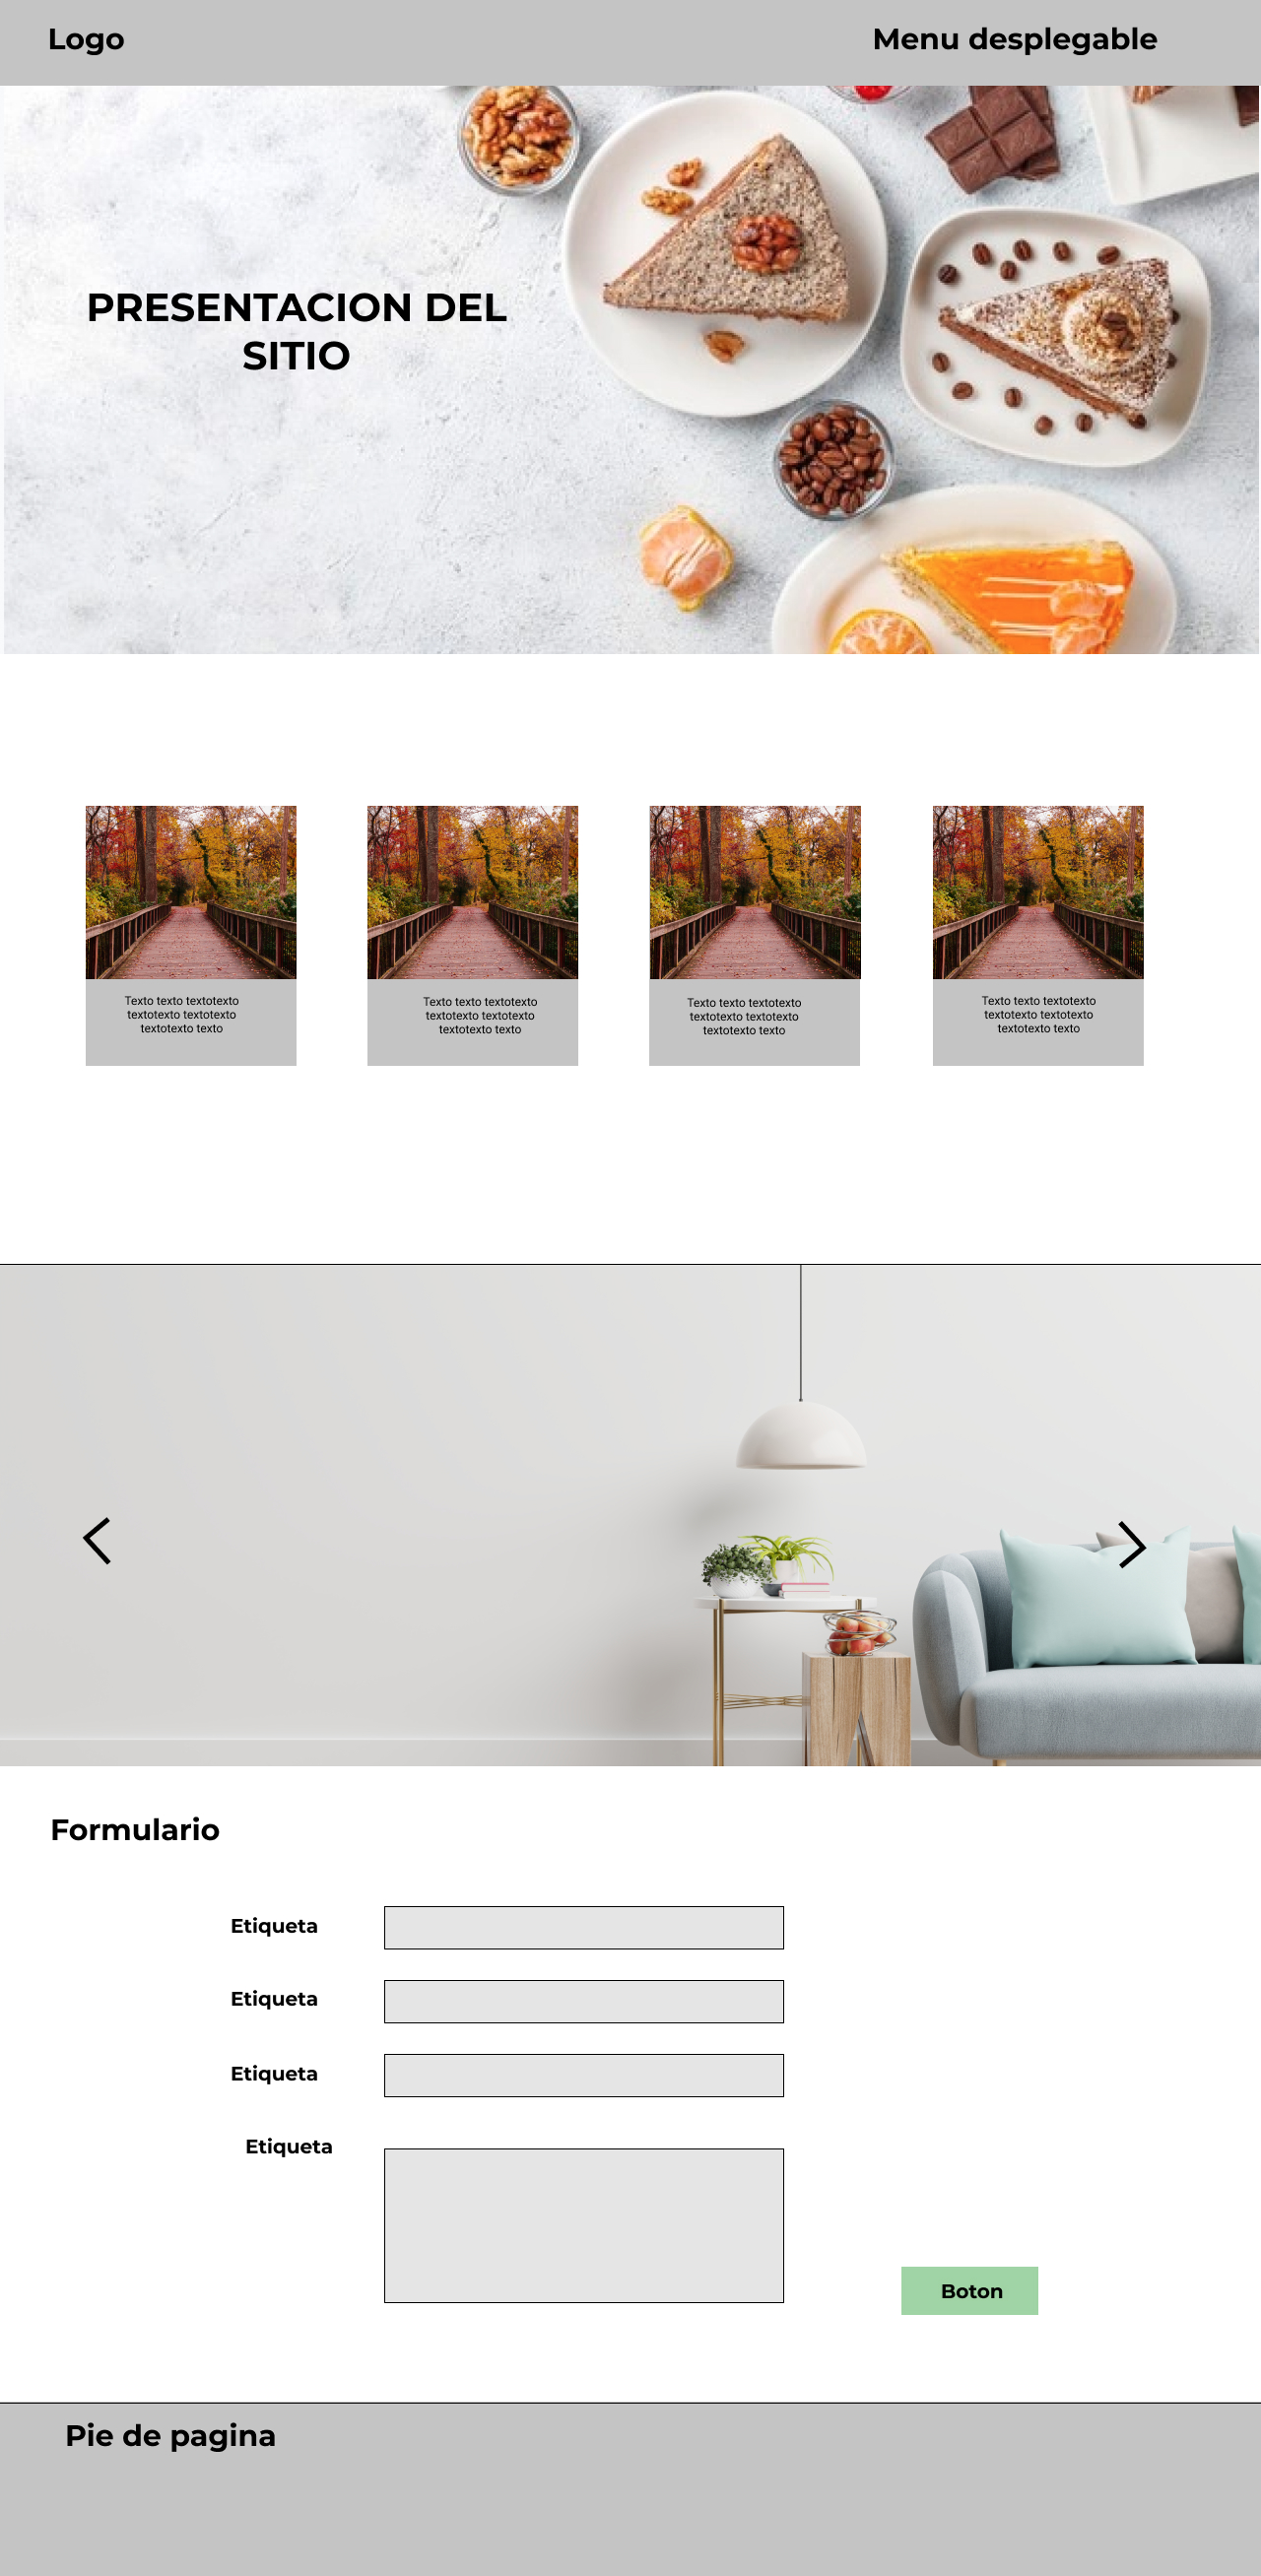 Logo
Menu desplegable
PRESENTACION DEL
SITIO
Texto texto textotexto
textotexto textotexto
textotexto texto
Texto texto textotexto
textotexto textotexto
textotexto texto
Texto texto textotexto
textotexto textotexto
textotexto texto
Texto texto textotexto
textotexto textotexto
textotexto texto
Formulario
Etiqueta
Etiqueta
Etiqueta
Etiqueta
Boton
Pie de pagina